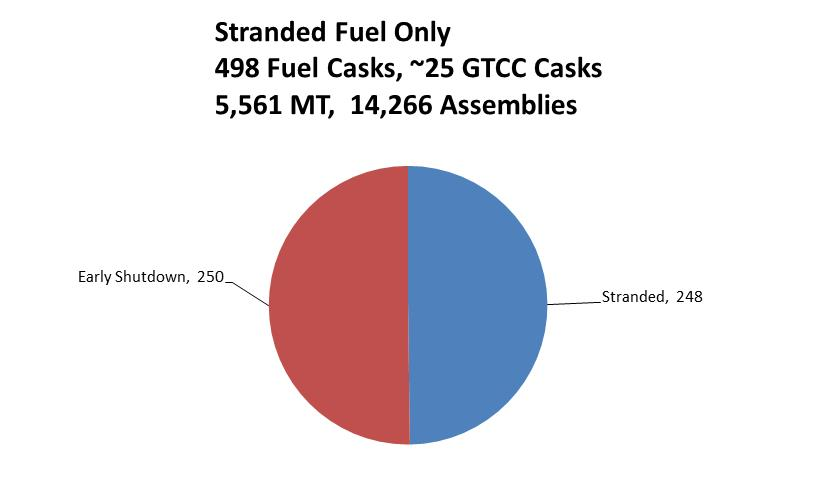 Stranded Fuel Only
498 Fuel Casks, ~25 GTCC Casks
5,561 MT,  14,266 Assemblies
Early Shutdown,  250
Stranded,  248